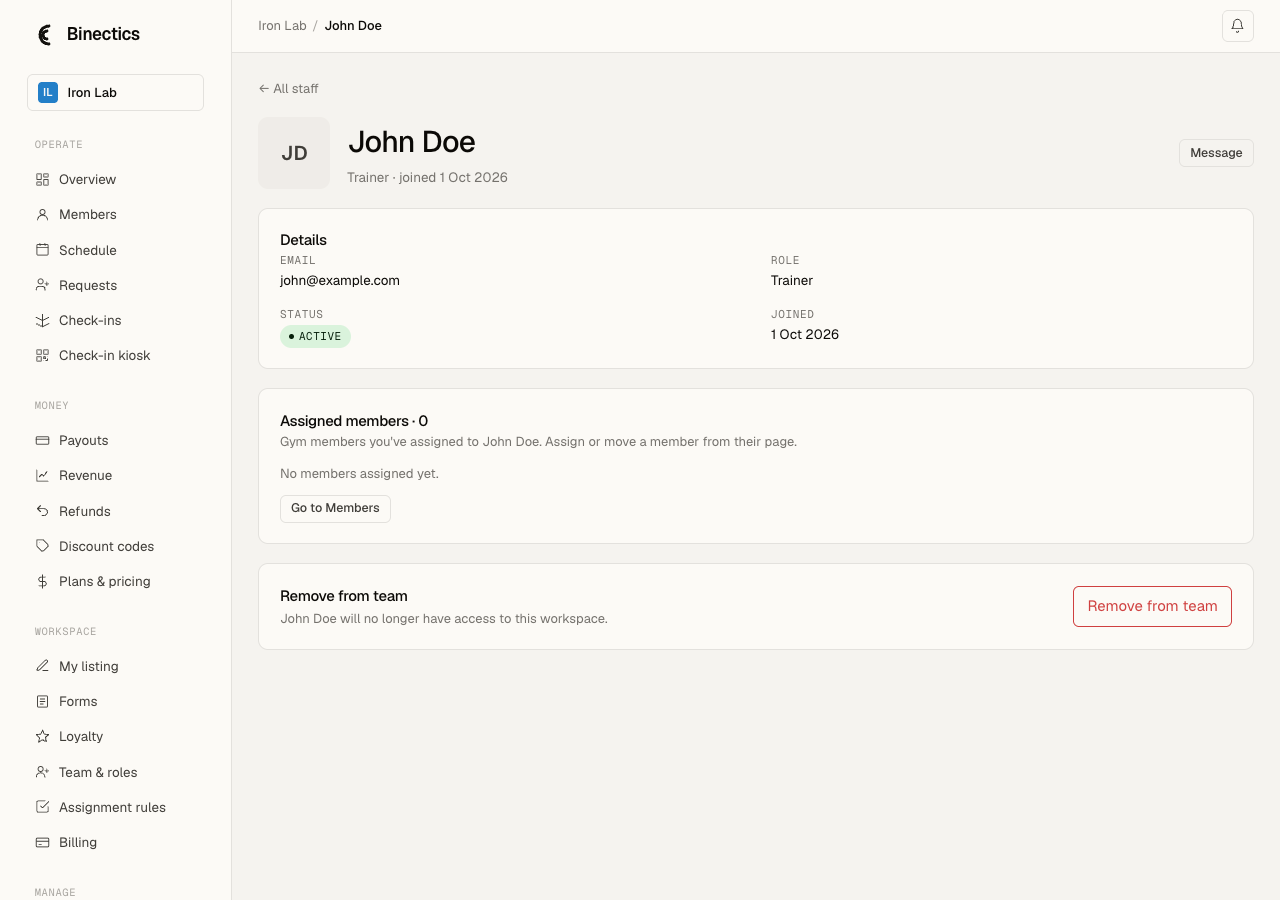 Binectics
IL Iron Lab
OPERATE
Overview
Members
Schedule
Requests
Check-ins
Check-in kiosk
MONEY
Payouts
Revenue
Refunds
Discount codes
Plans & pricing
WORKSPACE
My listing
Forms
Loyalty
Team & roles
Assignment rules
Billing
MANAGE
Iron Lab / John Doe
← All staff
JD
John Doe
Trainer · joined 1 Oct 2026
Message
Details
EMAIL
john@example.com
ROLE
Trainer
STATUS
ACTIVE
JOINED
1 Oct 2026
Assigned members · 0
Gym members you've assigned to John Doe. Assign or move a member from their page.
No members assigned yet.
Go to Members
Remove from team
John Doe will no longer have access to this workspace.
Remove from team